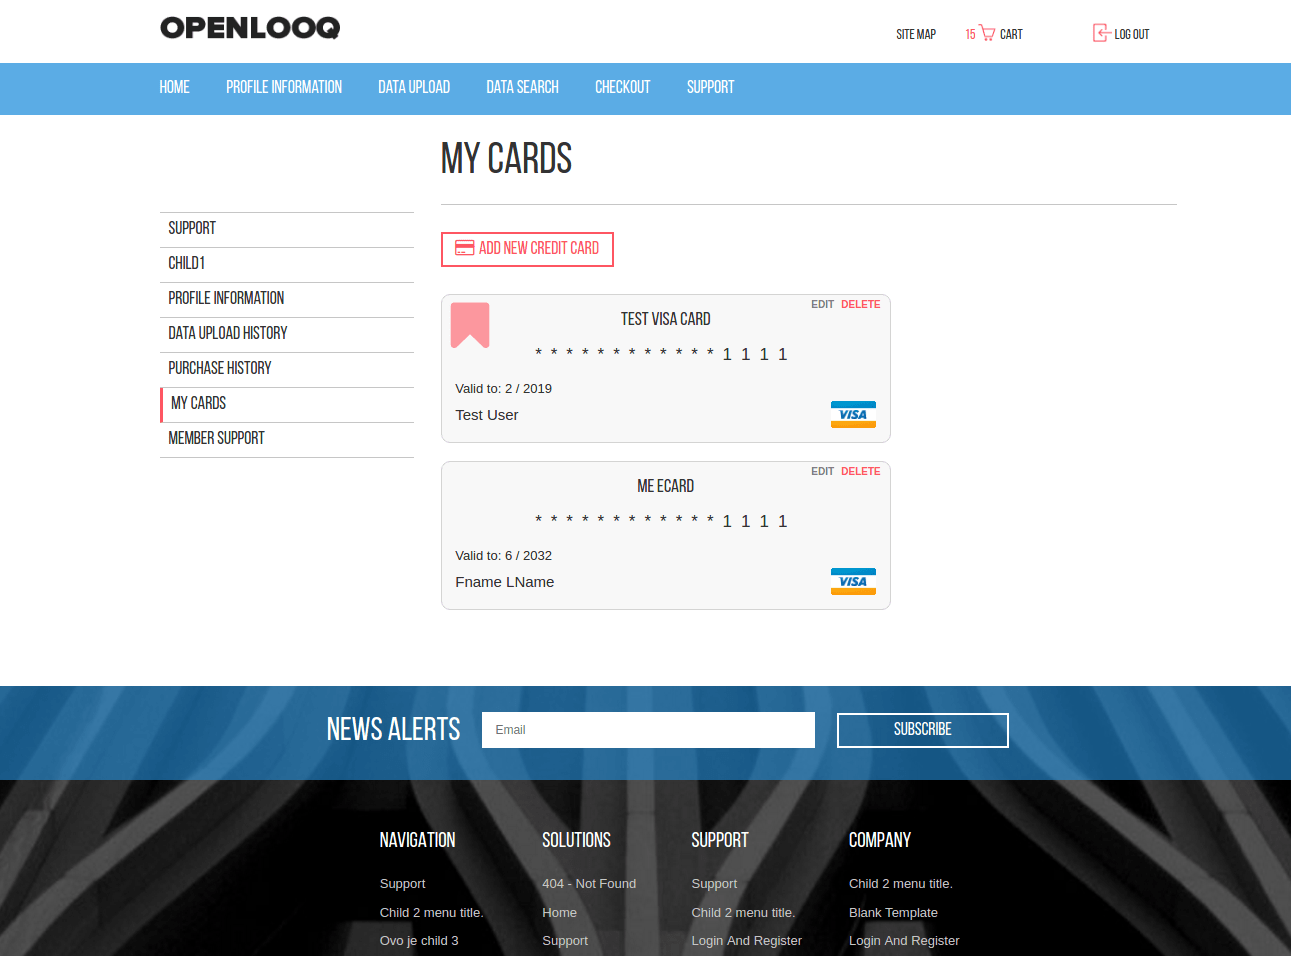 OPENLOOQ
SITE MAP 15 CART LOG OUT
HOME PROFILE INFORMATION DATA UPLOAD DATA SEARCH CHECKOUT SUPPORT
MY CARDS
SUPPORT
CHILD1
PROFILE INFORMATION
DATA UPLOAD HISTORY
PURCHASE HISTORY
MY CARDS
MEMBER SUPPORT
ADD NEW CREDIT CARD
EDIT DELETE
TEST VISA CARD
* * * * * * * * * * * * 1 1 1 1
Valid to: 2 / 2019
Test User
VISA
EDIT DELETE
ME ECARD
* * * * * * * * * * * * 1 1 1 1
Valid to: 6 / 2032
Fname LName
VISA
NEWS ALERTS Email SUBSCRIBE
NAVIGATION SOLUTIONS SUPPORT COMPANY
Support 404 - Not Found Support Child 2 menu title.
Child 2 menu title. Home Child 2 menu title. Blank Template
Ovo je child 3 Support Login And Register Login And Register